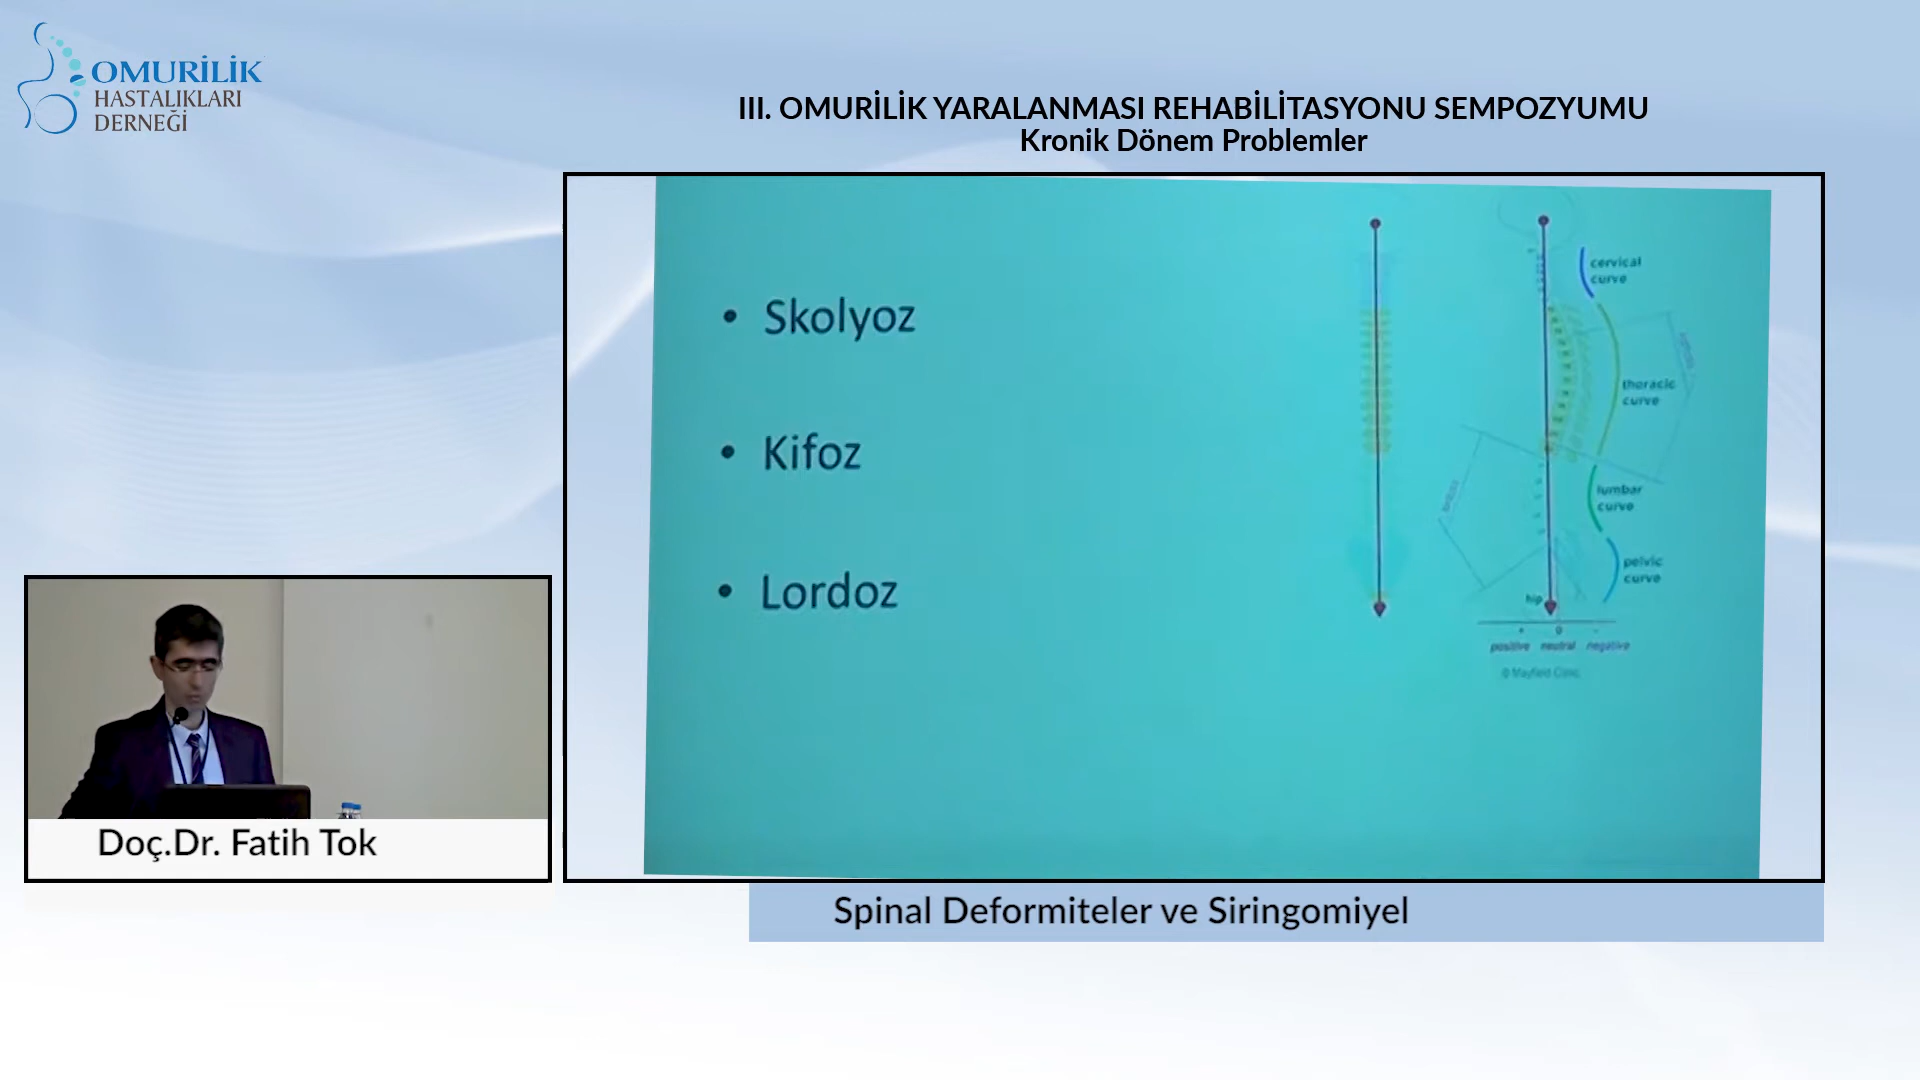 OMURİLİK
HASTALIKLARI
DERNEĞİ
III. OMURİLİK YARALANMASI REHABİLİTASYONU SEMPOZYUMU
Kronik Dönem Problemler
• Skolyoz
• Kifoz
• Lordoz
cervical
curve
thoracic
curve
lumbar
curve
pelvic
curve
hip
+ 0 -
positive neutral negative
© Mayfield Clinic
Doç.Dr. Fatih Tok
Spinal Deformiteler ve Siringomiyel